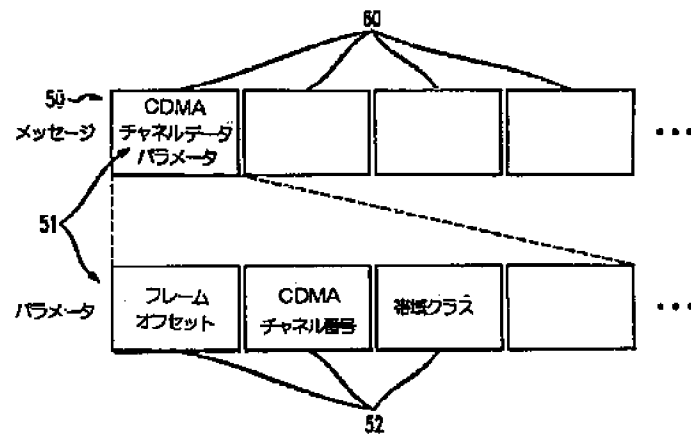 60
50
メッセージ
CDMA
チャネルデータ
パラメータ
•••
51
パラメータ
フレーム
オフセット
CDMA
チャネル番号
帯域クラス
•••
52